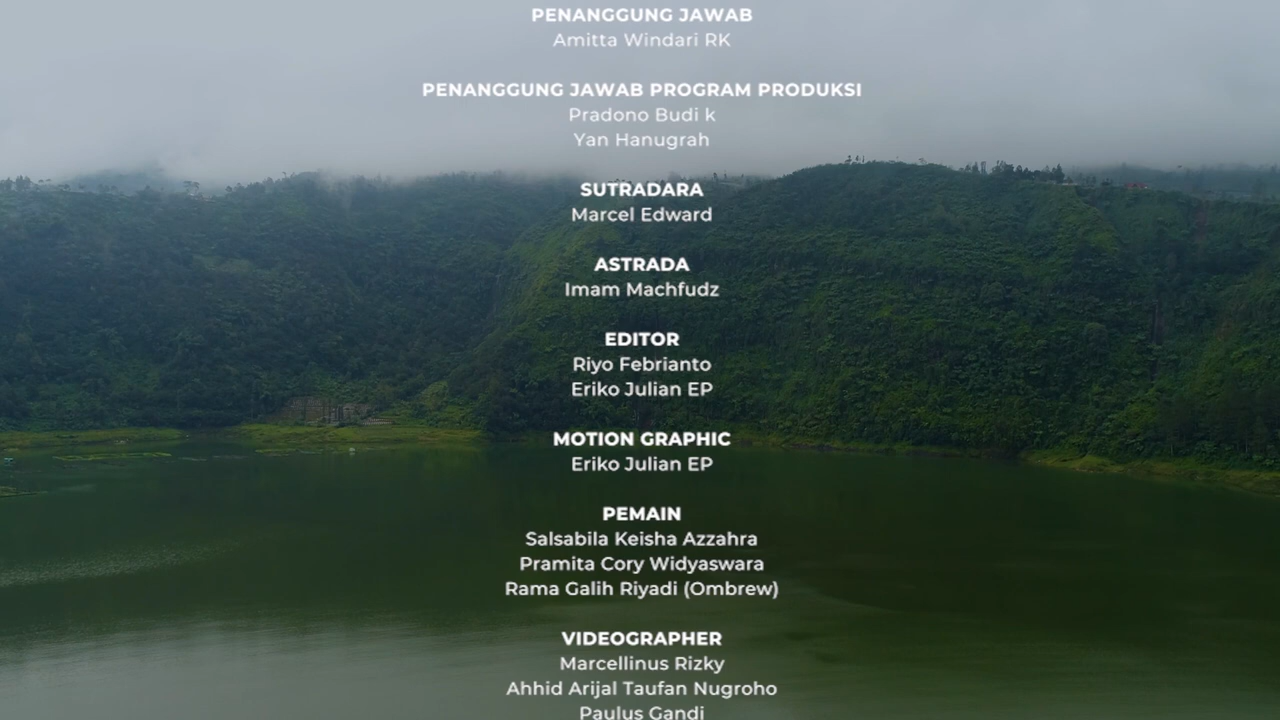 PENANGGUNG JAWAB
Amitta Windari RK
PENANGGUNG JAWAB PROGRAM PRODUKSI
Pradono Budi k
Yan Hanugrah
SUTRADARA
Marcel Edward
ASTRADA
Imam Machfudz
EDITOR
Riyo Febrianto
Eriko Julian EP
MOTION GRAPHIC
Eriko Julian EP
PEMAIN
Salsabila Keisha Azzahra
Pramita Cory Widyaswara
Rama Galih Riyadi (Ombrew)
VIDEOGRAPHER
Marcellinus Rizky
Ahhid Arijal Taufan Nugroho
Paulus Gandi